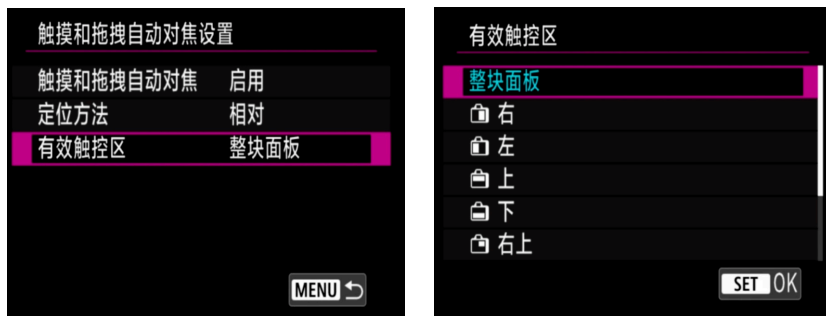 触摸和拖拽自动对焦设置
触摸和拖拽自动对焦 启用
定位方法 相对
有效触控区 整块面板
MENU
有效触控区
整块面板
右
左
上
下
右上
SET OK